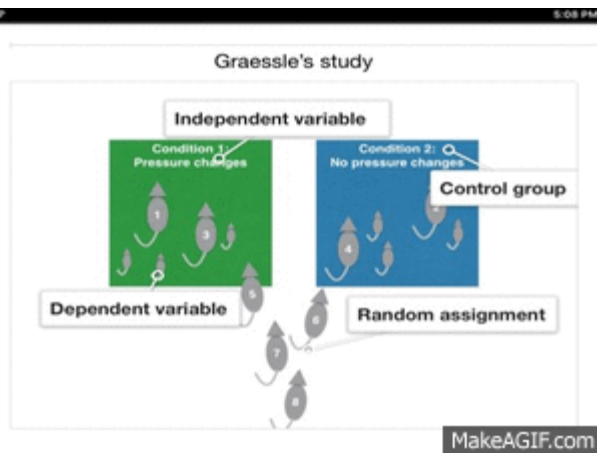 5:08 PM
Graessle's study
Independent variable
Condition 1:
Pressure changes
Condition 2:
No pressure changes
Control group
1
3
2
4
Dependent variable
5
6
Random assignment
7
8
MakeAGIF.com